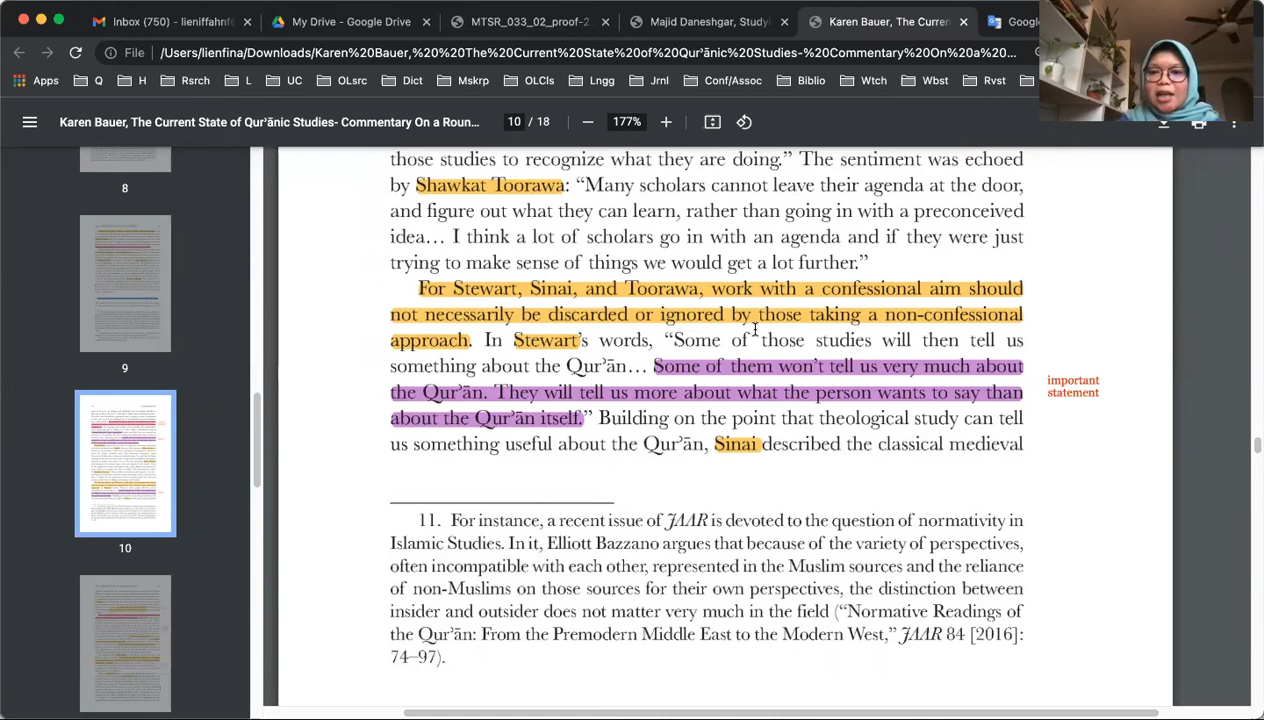 Inbox (750) – lieniffahnf
My Drive - Google Drive
MTSR_033_02_proof-2
Majid Daneshgar, Study
Karen Bauer, The Curren
Goog
File
/Users/lienfina/Downloads/Karen%20Bauer,%20%20The%20Current%20State%20of%20Qurʾānic%20Studies-%20Commentary%20On%20a%20...
Apps
Q
H
Rsrch
L
UC
OLsrc
Dict
Mskrp
OLCls
Lngg
Jrnl
Conf/Assoc
Biblio
Wtch
Wbst
Rvst
Karen Bauer, The Current State of Qurʾānic Studies- Commentary On a Roun...
10 / 18
177%
8
9
10
those studies to recognize what they are doing.” The sentiment was echoed
by Shawkat Toorawa: “Many scholars cannot leave their agenda at the door,
and figure out what they can learn, rather than going in with a preconceived
idea… I think a lot of scholars go in with an agenda and if they were just
trying to make sense of things we would get a lot further.”
For Stewart, Sinai, and Toorawa, work with a confessional aim should
not necessarily be discarded or ignored by those taking a non-confessional
approach. In Stewart’s words, “Some of those studies will then tell us
something about the Qurʾān… Some of them won’t tell us very much about
the Qurʾān. They will tell us more about what the person wants to say than
about the Qurʾān itself.” Building on the point that theological study can tell
us something useful about the Qurʾān, Sinai described the classical medieval
important
statement
11. For instance, a recent issue of JAAR is devoted to the question of normativity in
Islamic Studies. In it, Elliott Bazzano argues that because of the variety of perspectives,
often incompatible with each other, represented in the Muslim sources and the reliance
of non-Muslims on those sources for their own perspectives, the distinction between
insider and outsider does not matter very much in the field (“Normative Readings of
the Qurʾān: From the Premodern Middle East to the Modern West,” JAAR 84 [2016]:
74–97).